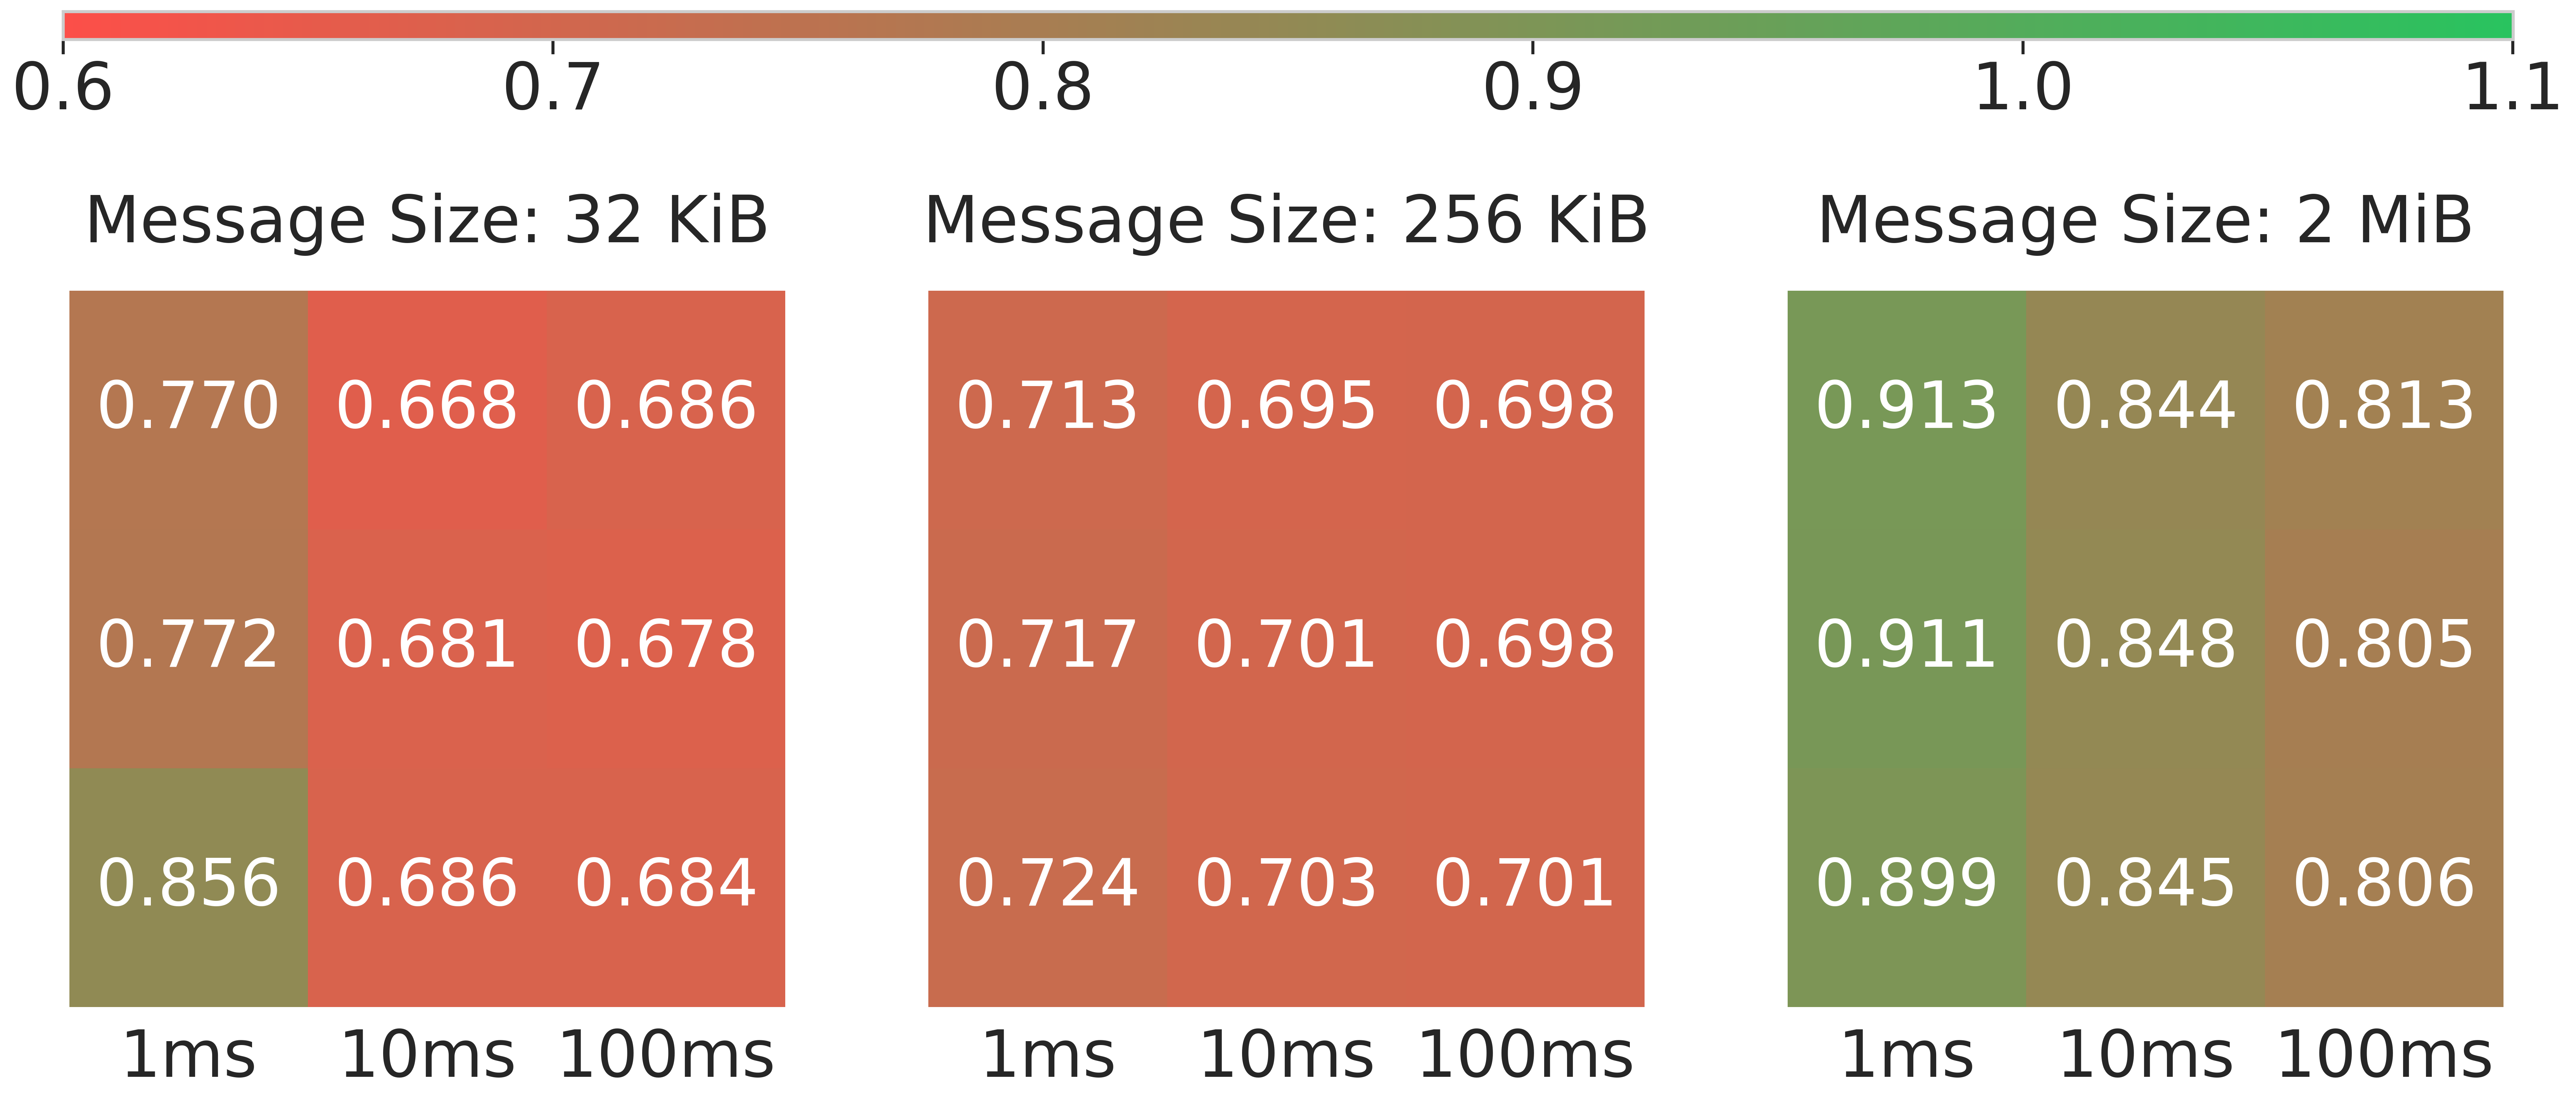 0.6 0.7 0.8 0.9 1.0 1.1
Message Size: 32 KiB Message Size: 256 KiB Message Size: 2 MiB
0.770 0.668 0.686 0.713 0.695 0.698 0.913 0.844 0.813
0.772 0.681 0.678 0.717 0.701 0.698 0.911 0.848 0.805
0.856 0.686 0.684 0.724 0.703 0.701 0.899 0.845 0.806
1ms 10ms 100ms 1ms 10ms 100ms 1ms 10ms 100ms